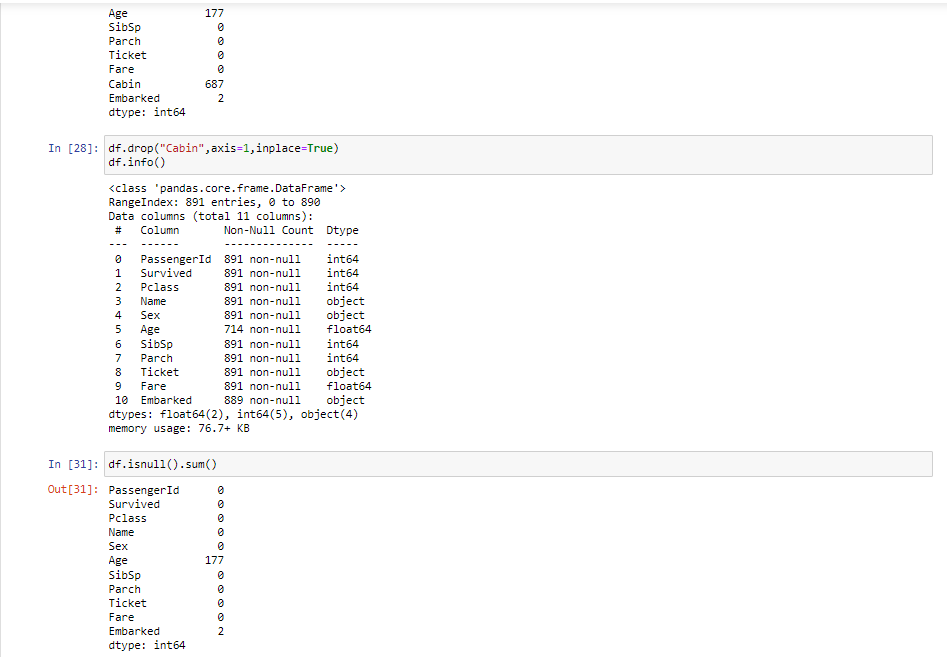 Age 177
SibSp 0
Parch 0
Ticket 0
Fare 0
Cabin 687
Embarked 2
dtype: int64
In [28]: df.drop("Cabin",axis=1,inplace=True)
df.info()
<class 'pandas.core.frame.DataFrame'>
RangeIndex: 891 entries, 0 to 890
Data columns (total 11 columns):
# Column Non-Null Count Dtype
--- ------ -------------- -----
0 PassengerId 891 non-null int64
1 Survived 891 non-null int64
2 Pclass 891 non-null int64
3 Name 891 non-null object
4 Sex 891 non-null object
5 Age 714 non-null float64
6 SibSp 891 non-null int64
7 Parch 891 non-null int64
8 Ticket 891 non-null object
9 Fare 891 non-null float64
10 Embarked 889 non-null object
dtypes: float64(2), int64(5), object(4)
memory usage: 76.7+ KB
In [31]: df.isnull().sum()
Out[31]: PassengerId 0
Survived 0
Pclass 0
Name 0
Sex 0
Age 177
SibSp 0
Parch 0
Ticket 0
Fare 0
Embarked 2
dtype: int64